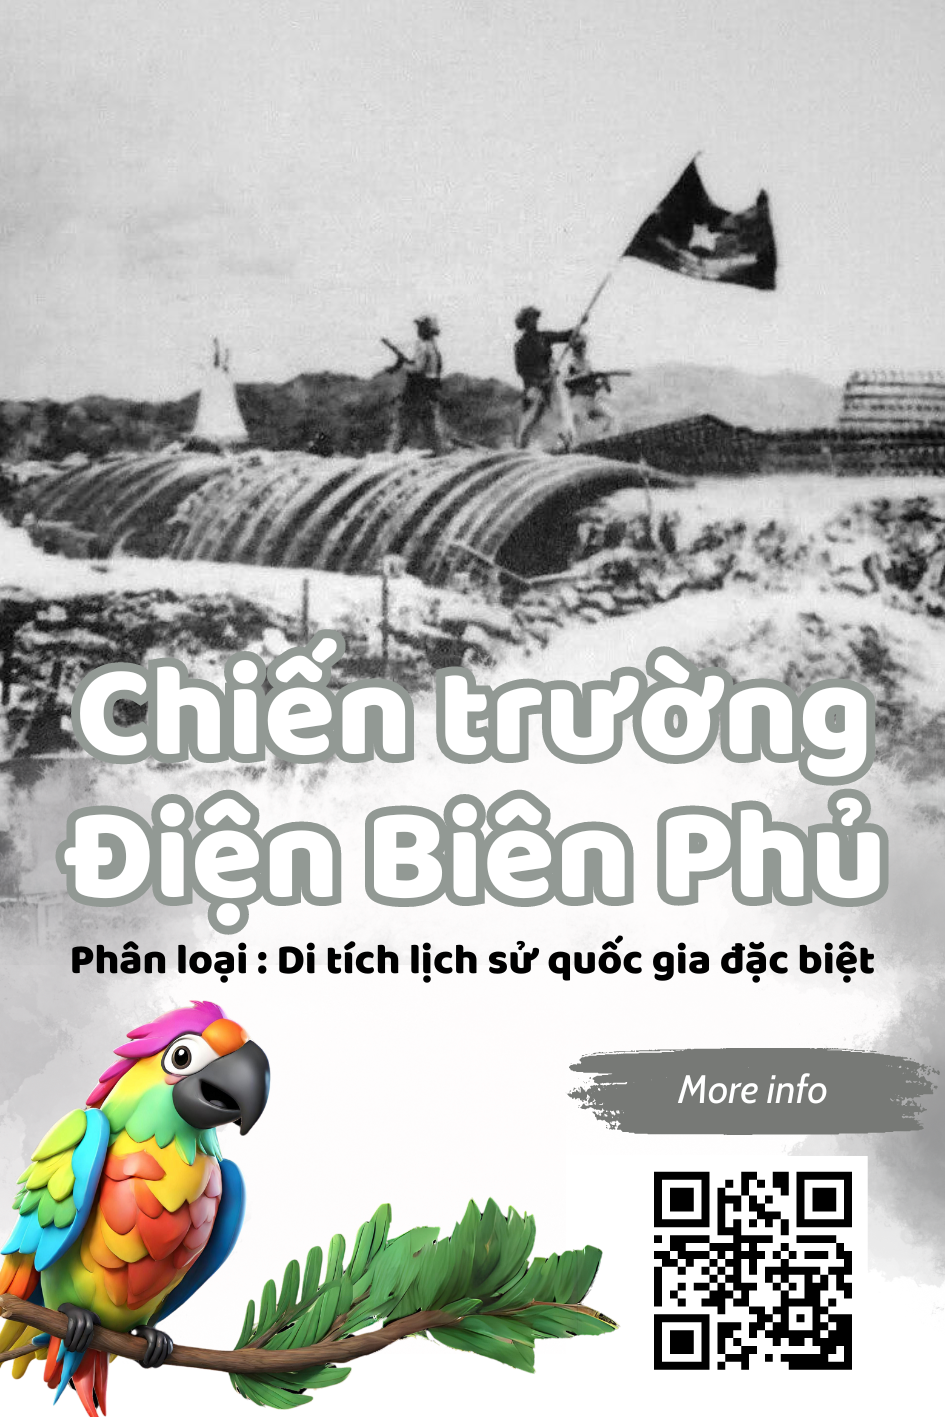 Chiến trường
Điện Biên Phủ
Phân loại : Di tích lịch sử quốc gia đặc biệt
More info